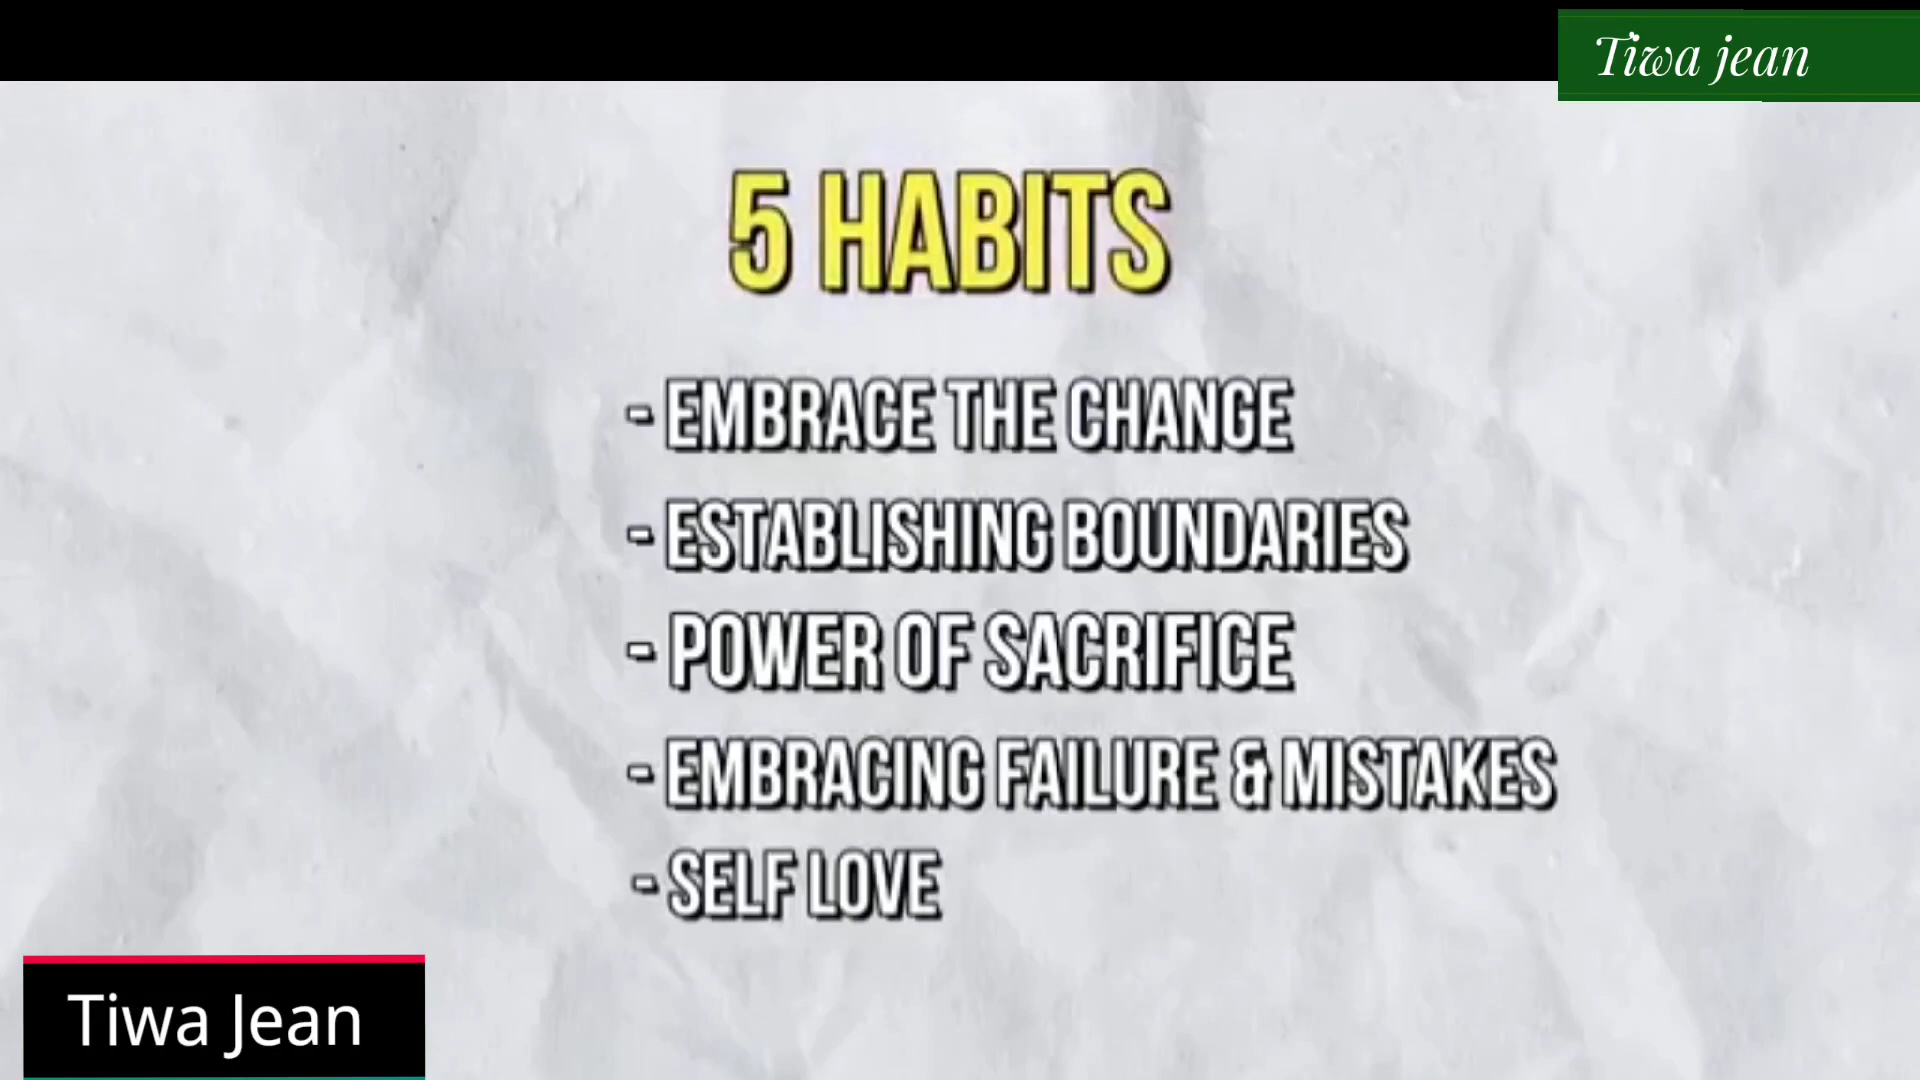 Tiwa jean
5 HABITS
- EMBRACE THE CHANGE
- ESTABLISHING BOUNDARIES
- POWER OF SACRIFICE
- EMBRACING FAILURE & MISTAKES
- SELF LOVE
Tiwa Jean